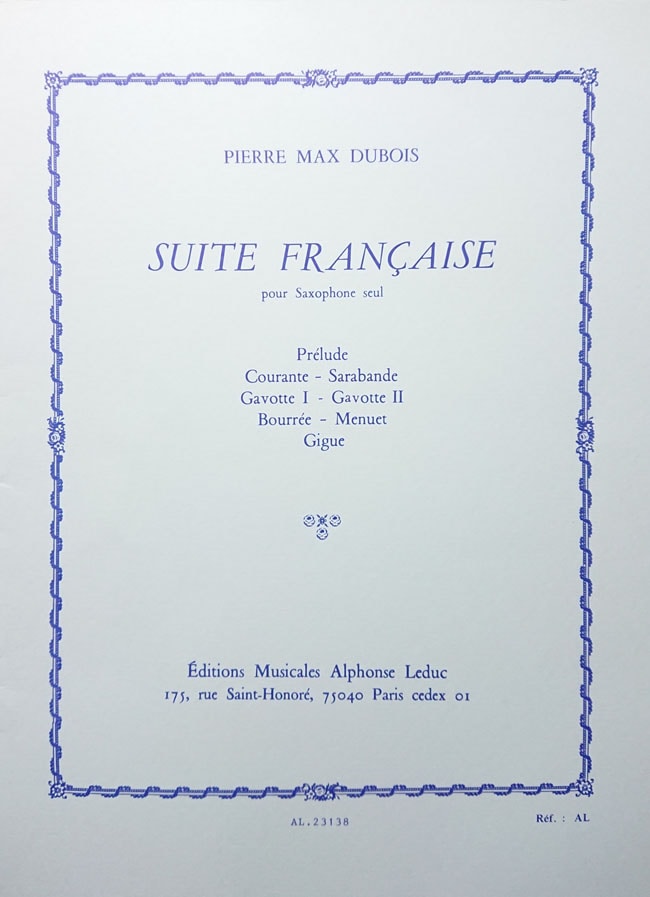 PIERRE MAX DUBOIS
SUITE FRANÇAISE
pour Saxophone seul
Prélude
Courante - Sarabande
Gavotte I - Gavotte II
Bourrée - Menuet
Gigue
Éditions Musicales Alphonse Leduc
175, rue Saint-Honoré, 75040 Paris cedex 01
AL.23138
Réf. : AL